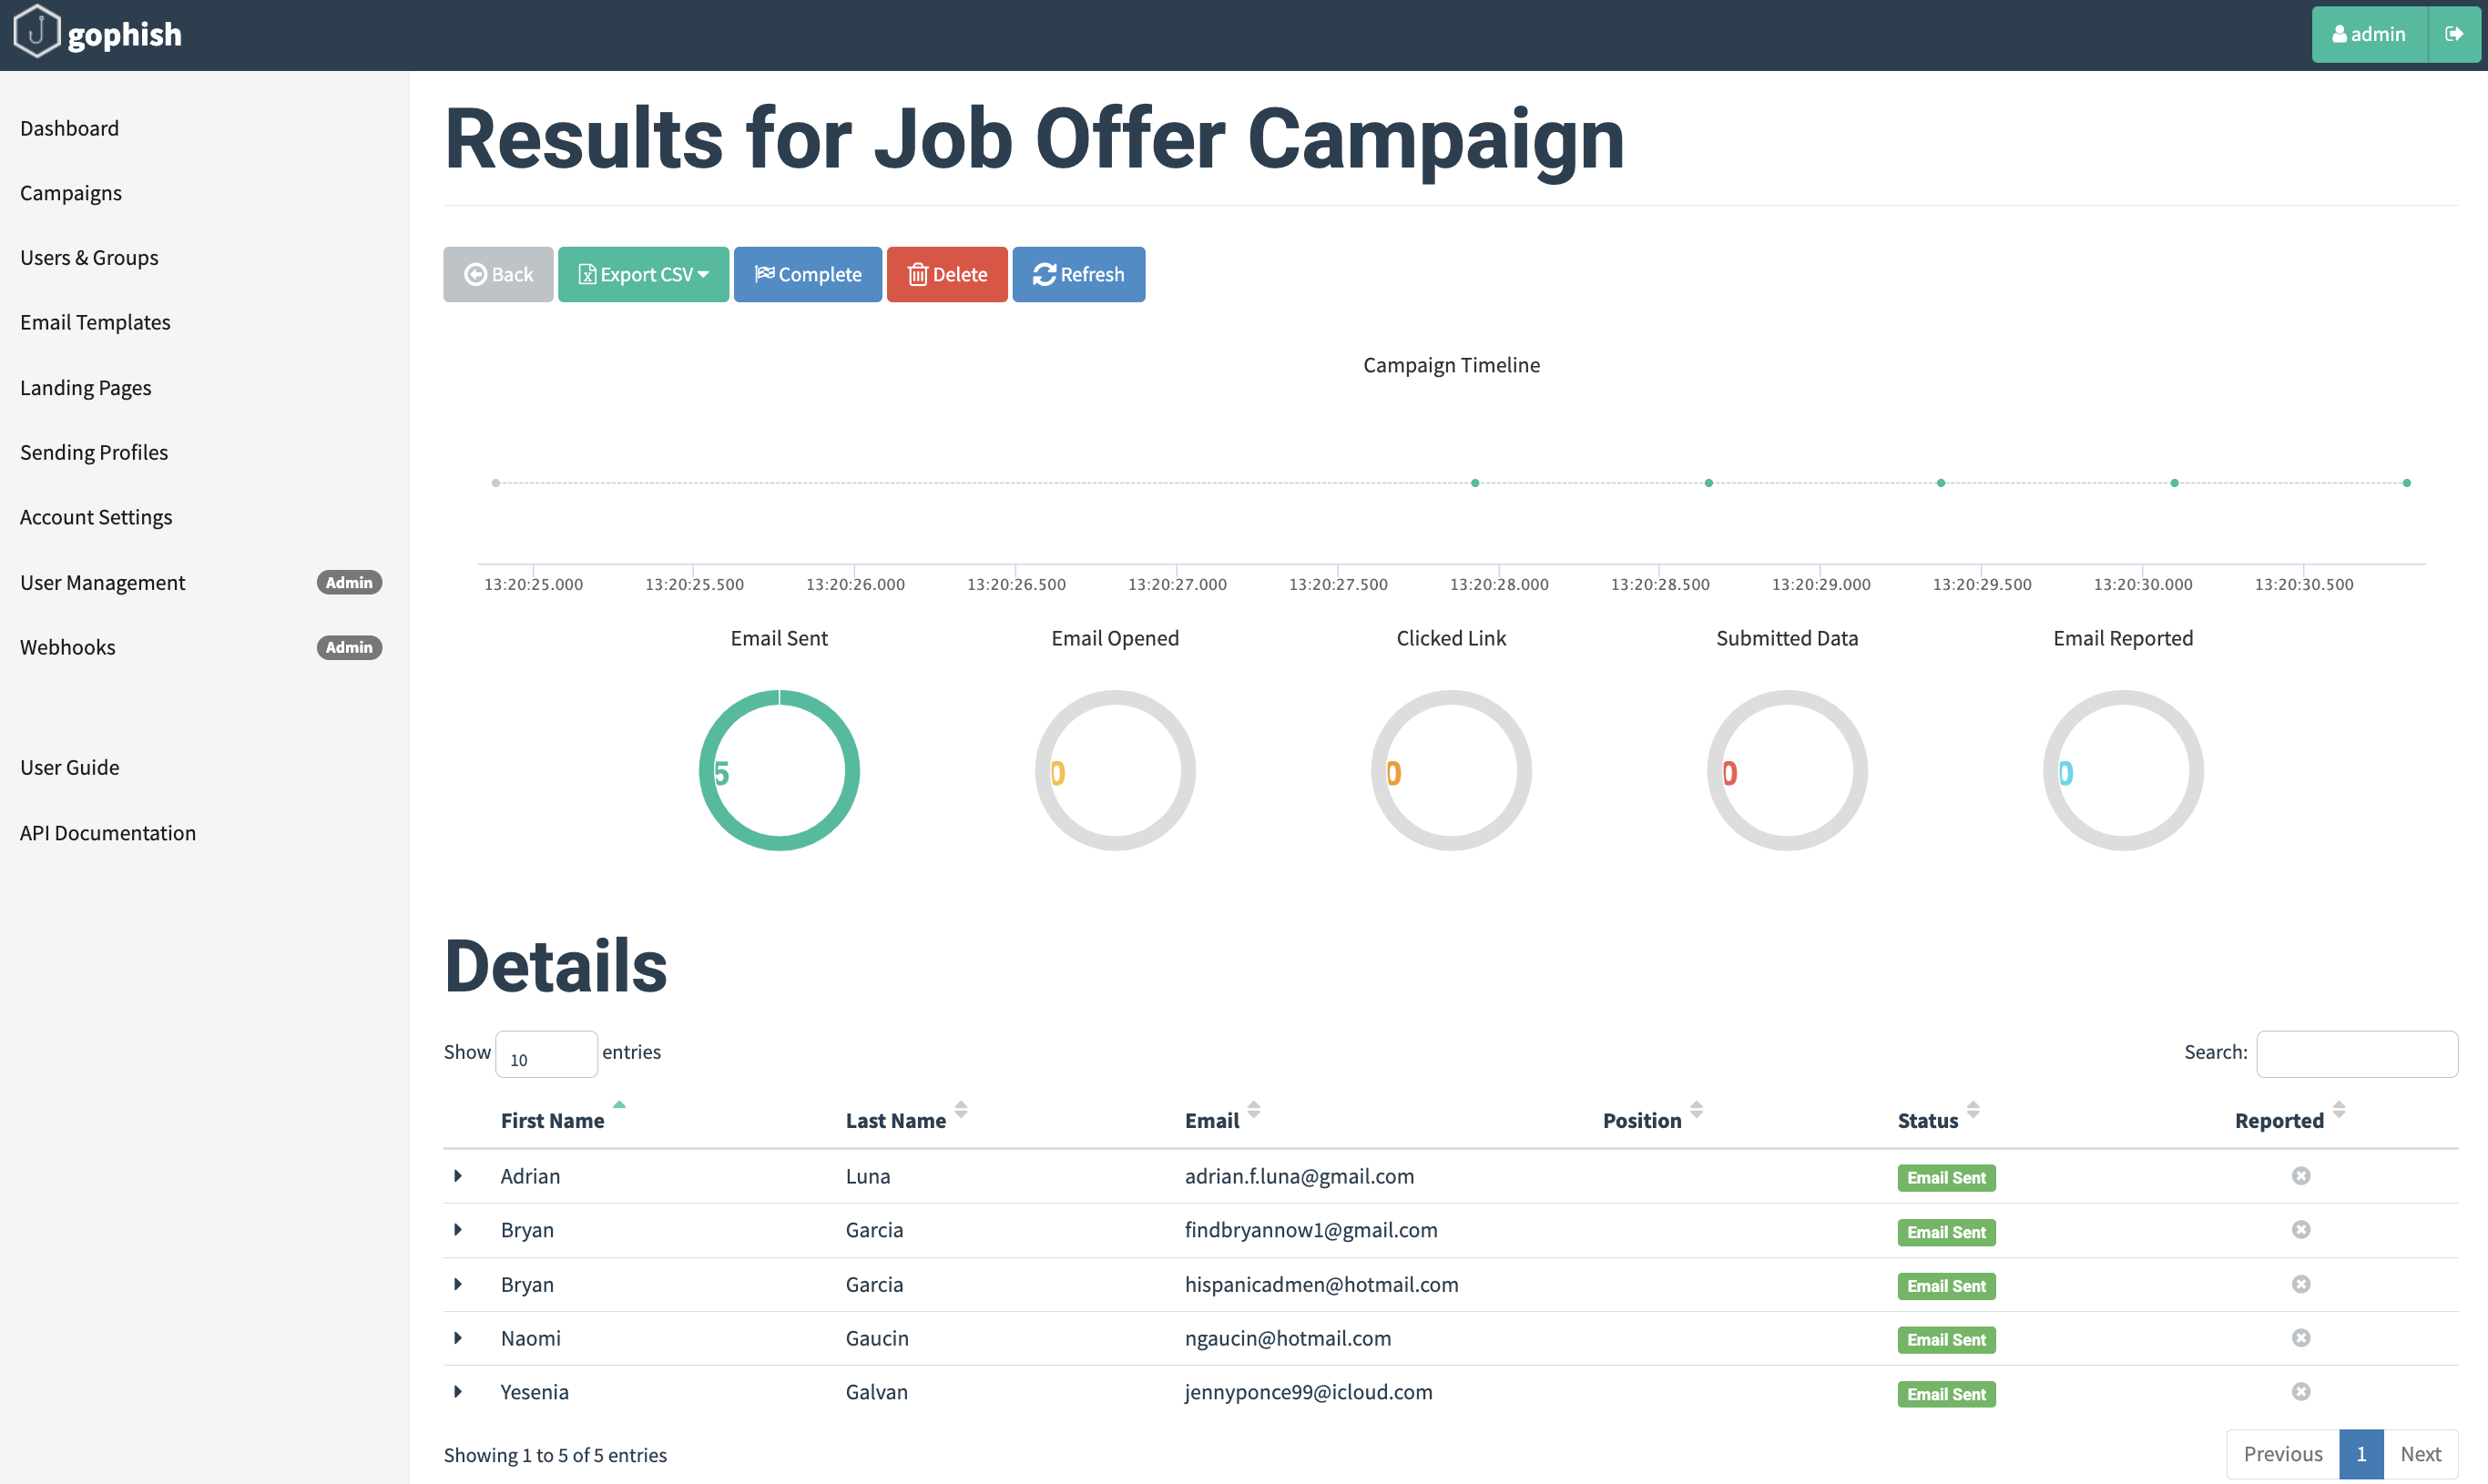 gophish
admin
Dashboard
Campaigns
Users & Groups
Email Templates
Landing Pages
Sending Profiles
Account Settings
User Management Admin
Webhooks Admin
User Guide
API Documentation
Results for Job Offer Campaign
Back Export CSV Complete Delete Refresh
Campaign Timeline
13:20:25.000 13:20:25.500 13:20:26.000 13:20:26.500 13:20:27.000 13:20:27.500 13:20:28.000 13:20:28.500 13:20:29.000 13:20:29.500 13:20:30.000 13:20:30.500
Email Sent Email Opened Clicked Link Submitted Data Email Reported
5 0 0 0 0
Details
Show 10 entries Search:
First Name Last Name Email Position Status Reported
Adrian Luna adrian.f.luna@gmail.com Email Sent
Bryan Garcia findbryannow1@gmail.com Email Sent
Bryan Garcia hispanicadmen@hotmail.com Email Sent
Naomi Gaucin ngaucin@hotmail.com Email Sent
Yesenia Galvan jennyponce99@icloud.com Email Sent
Showing 1 to 5 of 5 entries Previous 1 Next